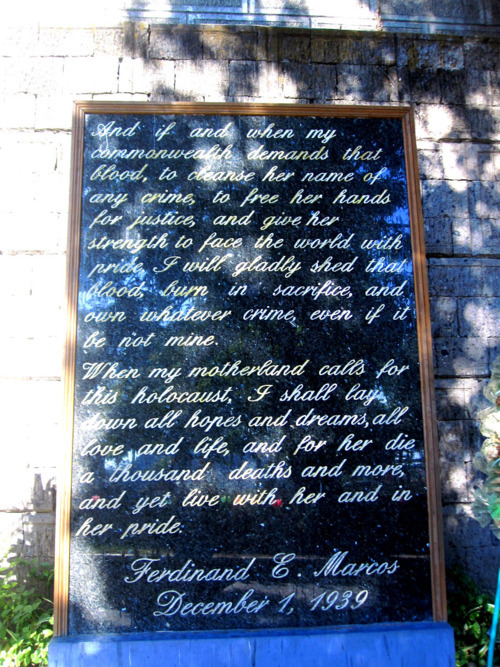 And if and when my
commonwealth demands that
blood, to cleanse her name of
any crime, to free her hands
for justice, and give her
strength to face the world with
pride I will gladly shed that
blood, burn in sacrifice, and
own whatever crime, even if it
be not mine.
When my motherland calls for
this holocaust, I shall lay
down all hopes and dreams, all
love and life, and for her die
a thousand deaths and more,
and yet live with her and in
her pride.
Ferdinand E. Marcos
December 1, 1939